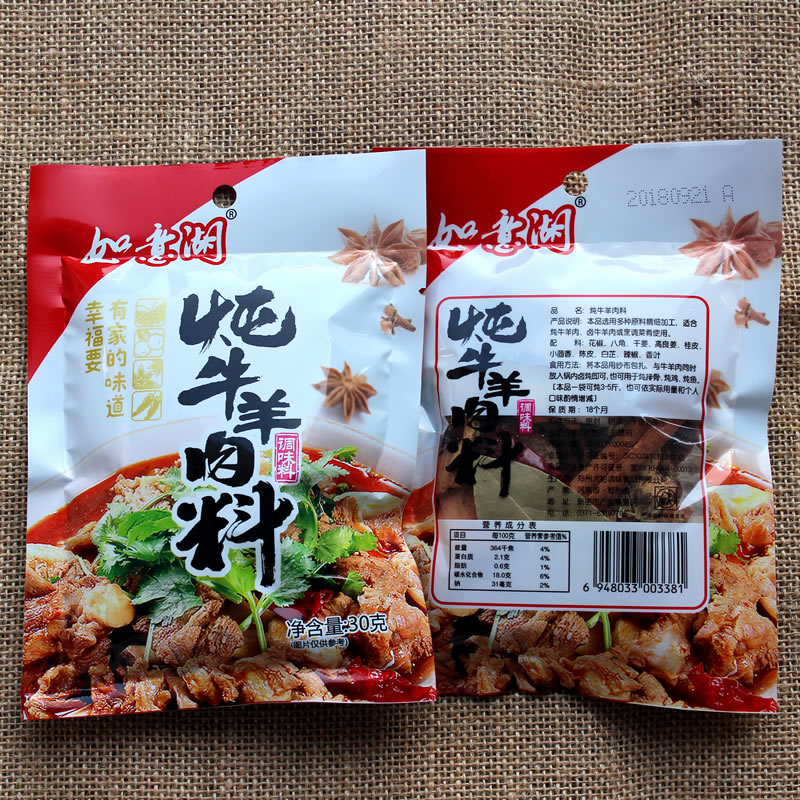 如意湖®
有家的味道
幸福要
炖牛羊肉料
调味料
净含量:30克
(图片仅供参考)
20180921 A
如意湖®
炖牛羊肉料
调味料
品 名: 炖牛羊肉料
产品说明: 本品选用多种原料精细加工、适合
炖牛羊肉、卤牛羊肉或烹调菜肴使用。
配 料: 花椒、八角、干姜、高良姜、桂皮、
小茴香、陈皮、白芷、辣椒、香叶
食用方法: 将本品用纱布包扎、与牛羊肉同时
放入锅内卤炖即可, 也可用于炖排骨、炖鸡、炖鱼。
[本品一袋可炖3-5斤, 也可依实际用量和个人
口味酌情增减]
保 质 期: 18个月
营养成分表
项目 每100克 营养素参考值%
能量 364千焦 4%
蛋白质 2.1克 4%
脂肪 0.6克 1%
碳水化合物 18.0克 6%
钠 31毫克 2%
6 948033 003381